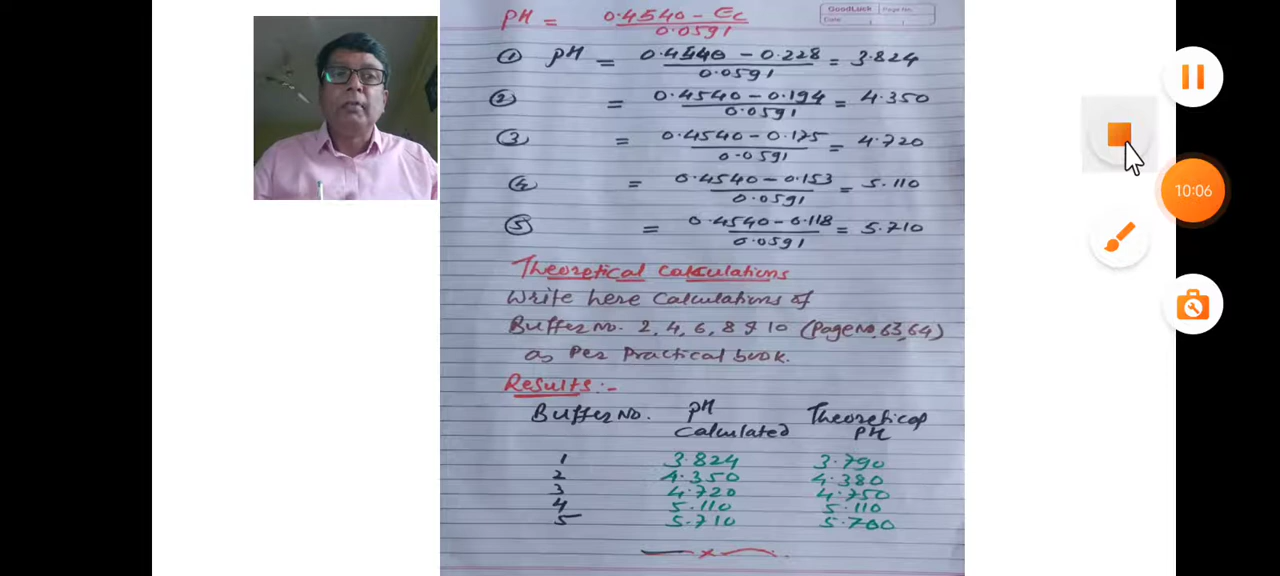 GoodLuck Page No.
Date
PH = 0.4540 - Ec
0.0591
① pH = 0.4540 - 0.228 = 3.824
0.0591
② = 0.4540 - 0.194 = 4.350
0.0591
③ = 0.4540 - 0.175 = 4.720
0.0591
④ = 0.4540 - 0.153 = 5.110
0.0591
⑤ = 0.4540 - 0.118 = 5.710
0.0591
Theoretical calculations
Write here calculations of
Buffer No. 2, 4, 6, 8 & 10 (Page No. 63, 64)
as Per Practical book.
Results :-
Buffer No. pH Theoretical
Calculated PH
1 3.824 3.790
2 4.350 4.380
3 4.720 4.750
4 5.110 5.110
5 5.710 5.700
10:06